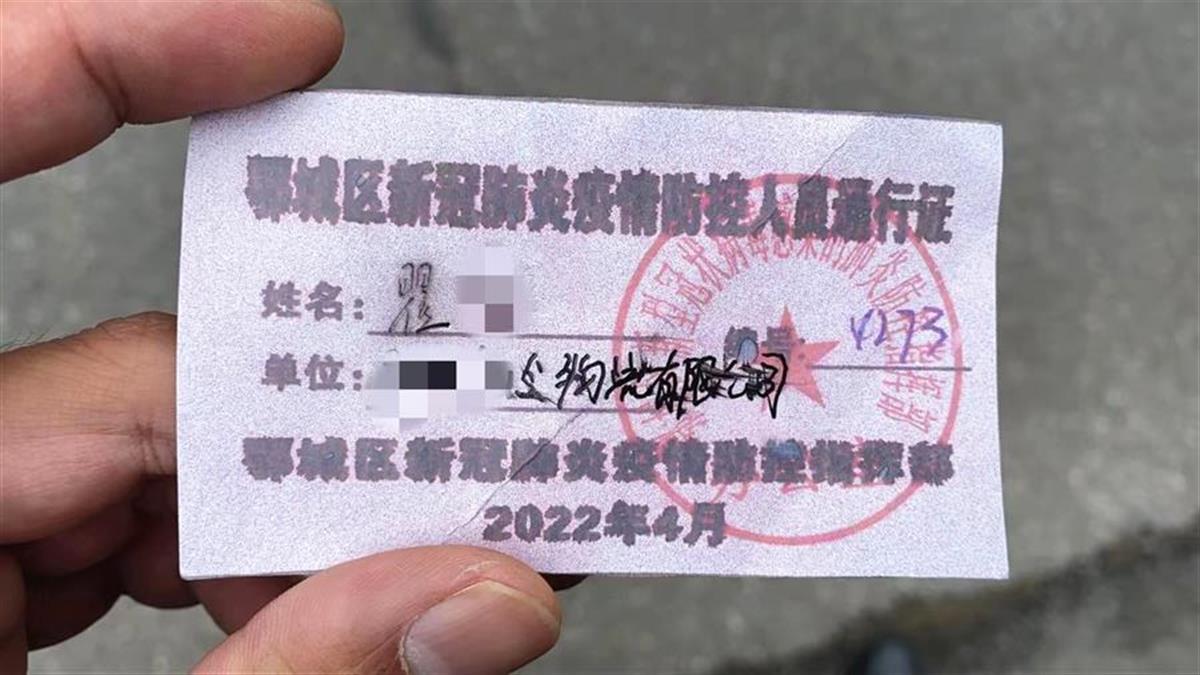 鄂城区新冠肺炎疫情防控人员通行证
姓名：
编号: 4273
单位： 物流有限公司
鄂城区新冠肺炎疫情防控指挥部
2022年4月